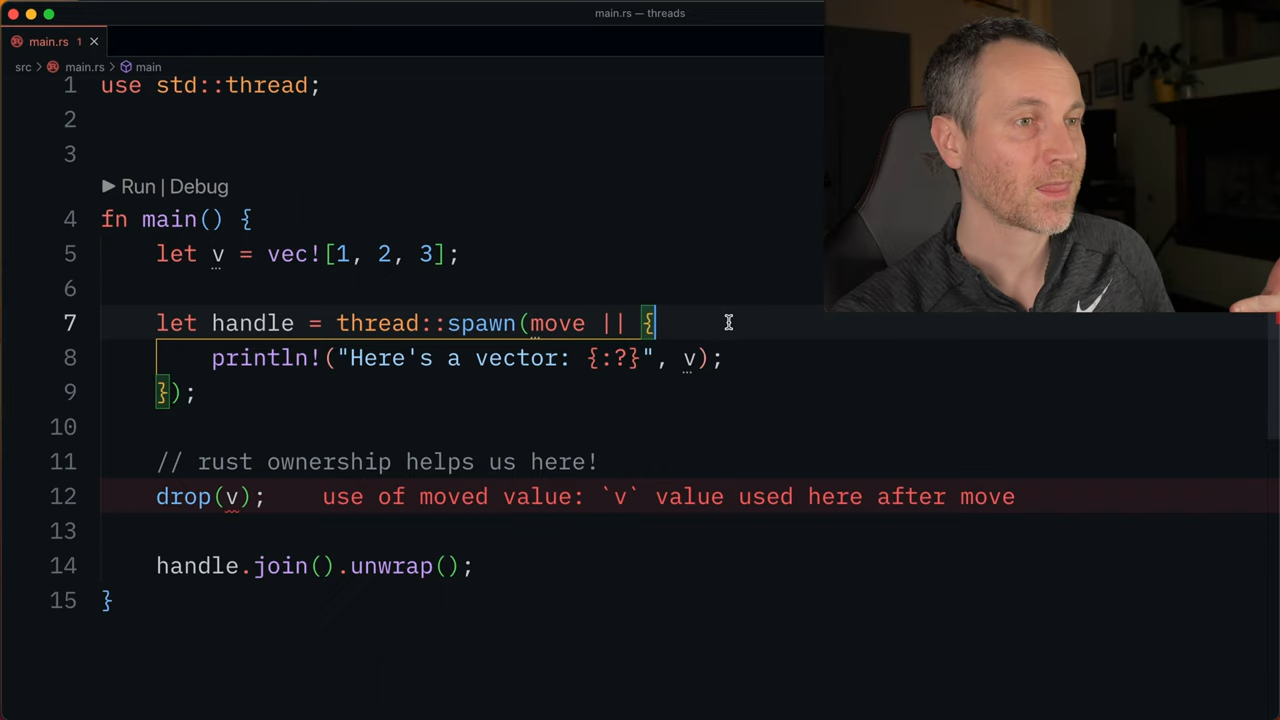 main.rs — threads
main.rs 1
src > main.rs > main
1 use std::thread;
2
3
Run | Debug
4 fn main() {
5 let v = vec![1, 2, 3];
6
7 let handle = thread::spawn(move || {
8 println!("Here's a vector: {:?}", v);
9 });
10
11 // rust ownership helps us here!
12 drop(v); use of moved value: `v` value used here after move
13
14 handle.join().unwrap();
15 }